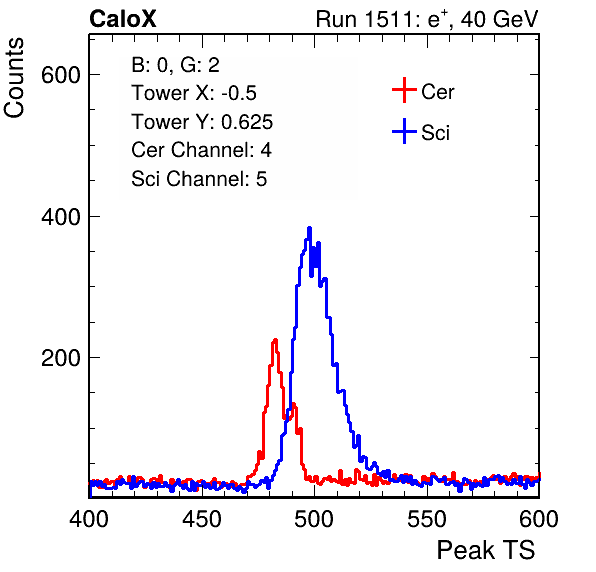 CaloX Run 1511: e⁺, 40 GeV
Counts
600
400
200
B: 0, G: 2
Tower X: -0.5
Tower Y: 0.625
Cer Channel: 4
Sci Channel: 5
Cer
Sci
400 450 500 550 600
Peak TS